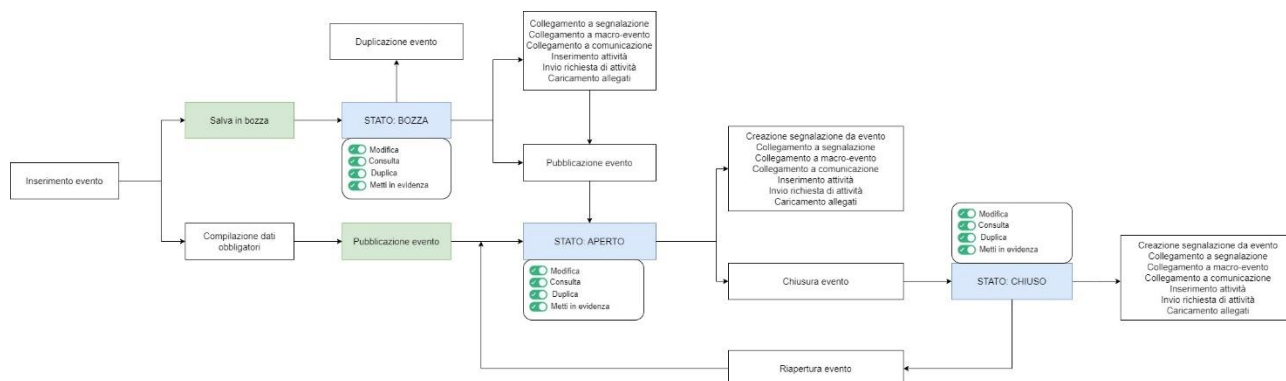 Duplicazione evento
Collegamento a segnalazione
Collegamento a macro-evento
Collegamento a comunicazione
Inserimento attività
Invio richiesta di attività
Caricamento allegati
Salva in bozza
STATO: BOZZA
Modifica
Consulta
Duplica
Metti in evidenza
Inserimento evento
Pubblicazione evento
Creazione segnalazione da evento
Collegamento a segnalazione
Collegamento a macro-evento
Collegamento a comunicazione
Inserimento attività
Invio richiesta di attività
Caricamento allegati
Compilazione dati
obbligatori
Pubblicazione evento
STATO: APERTO
Modifica
Consulta
Duplica
Metti in evidenza
Chiusura evento
Modifica
Consulta
Duplica
Metti in evidenza
STATO: CHIUSO
Creazione segnalazione da evento
Collegamento a segnalazione
Collegamento a macro-evento
Collegamento a comunicazione
Inserimento attività
Invio richiesta di attività
Caricamento allegati
Riapertura evento